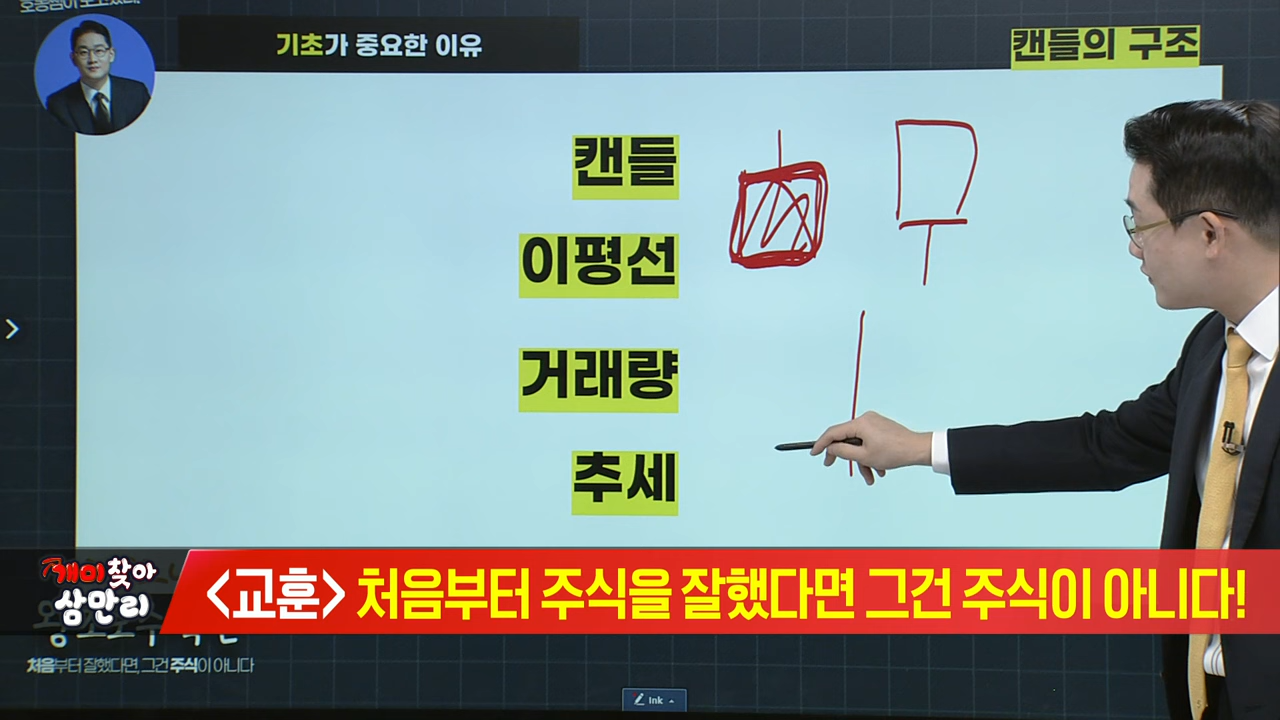 기초가 중요한 이유
캔들의 구조
캔들
이평선
거래량
추세
개미찾아
삼만리
<교훈> 처음부터 주식을 잘했다면 그건 주식이 아니다!
처음부터 잘했다면, 그건 주식이 아니다
Ink